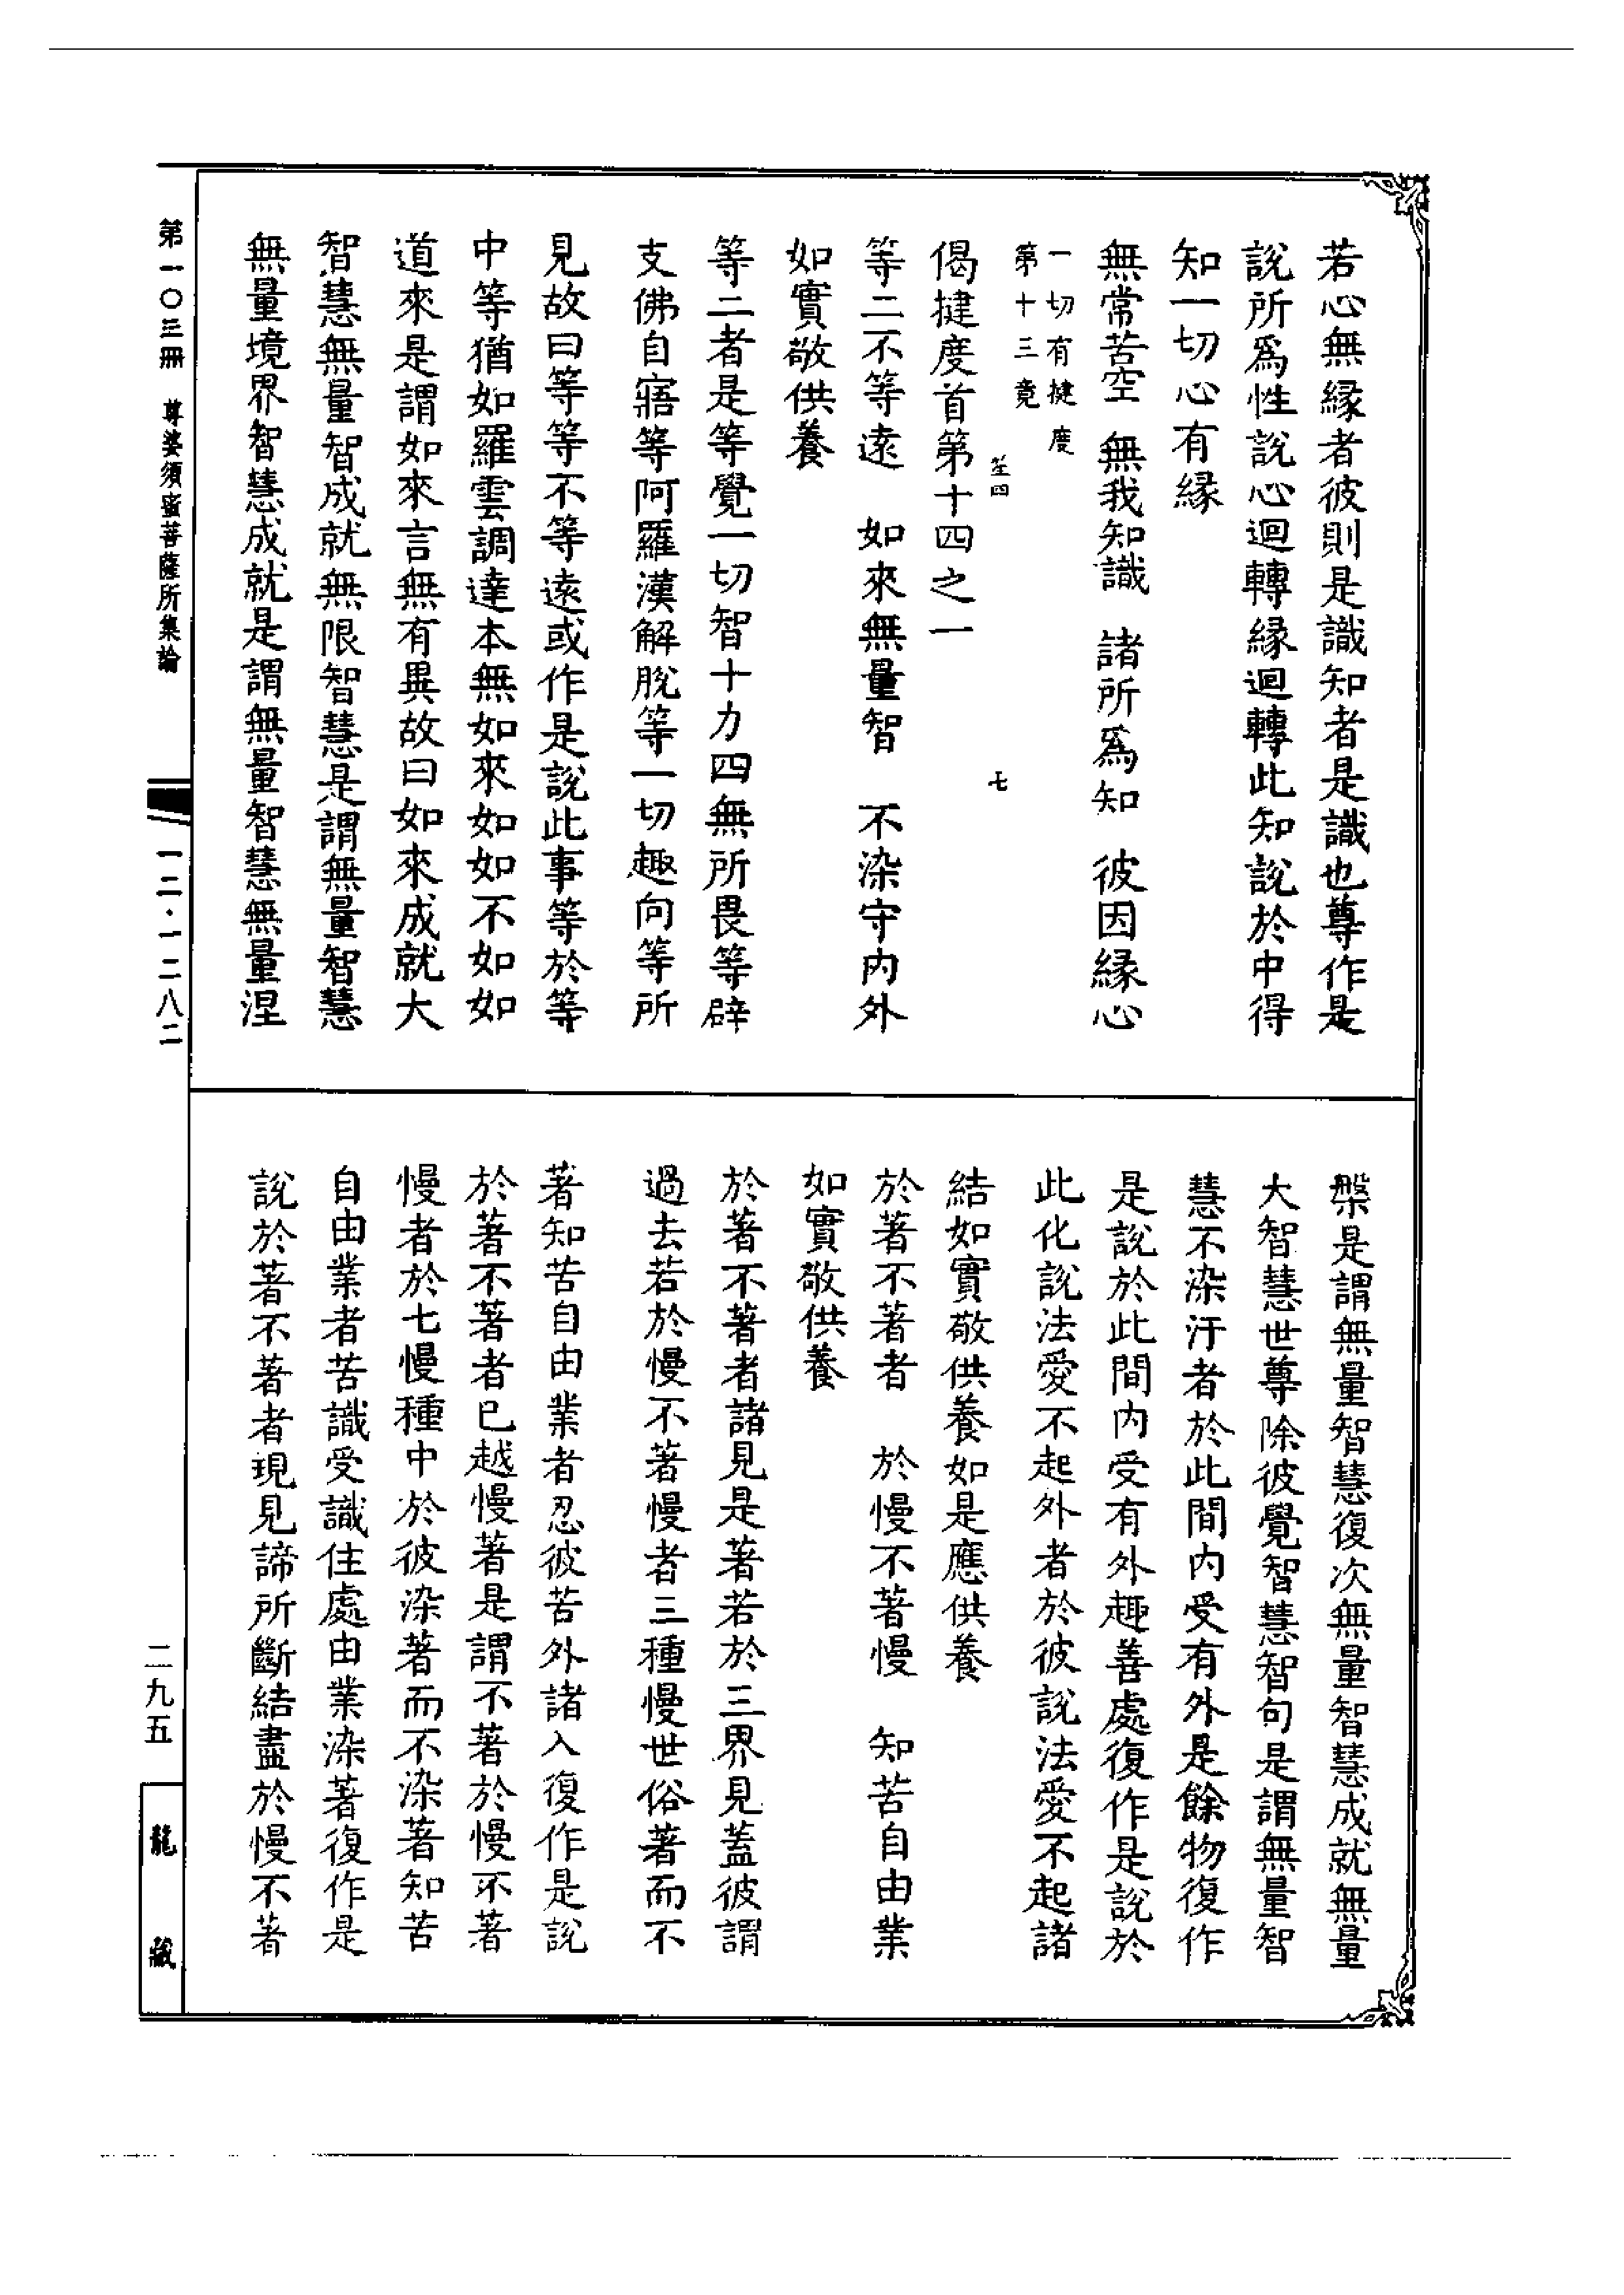 若心無緣者彼則是識知者是識也尊作是
說所爲性說心迴轉緣迴轉此知說於中得
知一切心有緣
無常苦空　無我知識　諸所爲知　彼因緣心
一切有揵度
第十三竟
笙四　七
偈揵度首第十四之一
等二不等遠　如來無量智　不染守內外
如實敬供養
等二者是等覺一切智十力四無所畏等辟
支佛自寤等阿羅漢解脫等一切趣向等所
見故曰等等不等遠或作是說此事等於等
中等猶如羅雲調達本無如來如如不如如
道來是謂如來言無有異故曰如來成就大
智慧無量智成就無限智慧是謂無量智慧
無量境界智慧成就是謂無量智慧無量涅
槃是謂無量智慧復次無量智慧成就無量
大智慧世尊除彼覺智慧智句是謂無量智
慧不染汙者於此間內受有外是餘物復作
是說於此間內受有外趣善處復作是說於
此化說法愛不起外者於彼說法愛不起諸
結如實敬供養如是應供養
於著不著者　於慢不著慢　知苦自由業
如實敬供養
於著不著者諸見是著若於三界見蓋彼謂
過去若於慢不著慢者三種慢世俗著而不
著知苦自由業者忍彼苦外諸入復作是說
於著不著者已越慢著是謂不著於慢不著
慢者於七慢種中於彼染著而不染著知苦
自由業者苦識受識住處由業染著復作是
說於著不著者現見諦所斷結盡於慢不著
第一〇三冊　尊婆須蜜菩薩所集論
一二·一二八二
二九五
龍藏